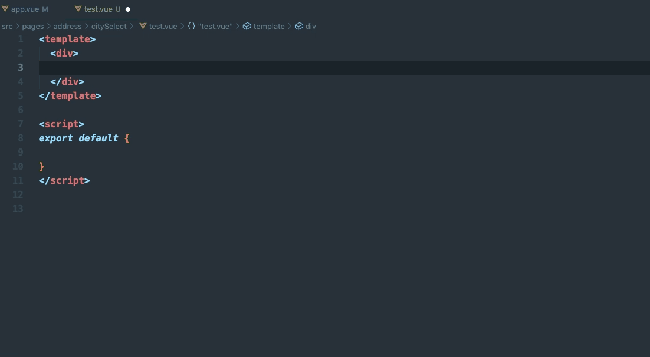 app.vue M test.vue U
src > pages > address > citySelect > test.vue > {} "test.vue" > template > div
1 <template>
2 <div>
3
4 </div>
5 </template>
6
7 <script>
8 export default {
9
10 }
11 </script>
12
13